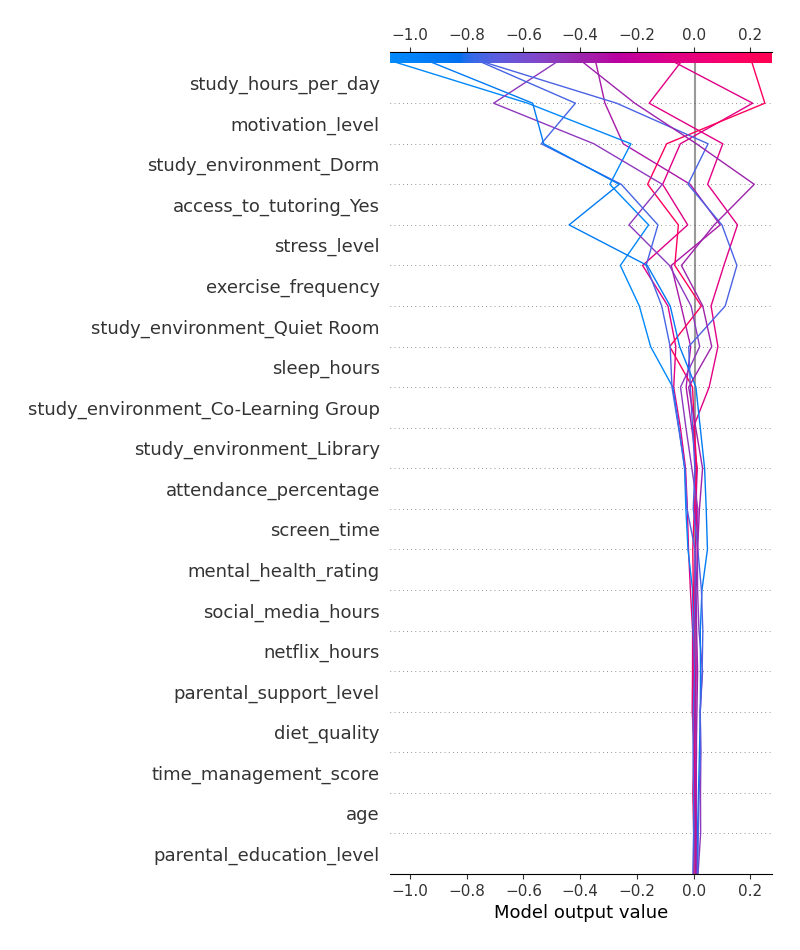 −1.0 −0.8 −0.6 −0.4 −0.2 0.0 0.2
study_hours_per_day
motivation_level
study_environment_Dorm
access_to_tutoring_Yes
stress_level
exercise_frequency
study_environment_Quiet Room
sleep_hours
study_environment_Co-Learning Group
study_environment_Library
attendance_percentage
screen_time
mental_health_rating
social_media_hours
netflix_hours
parental_support_level
diet_quality
time_management_score
age
parental_education_level
−1.0 −0.8 −0.6 −0.4 −0.2 0.0 0.2
Model output value